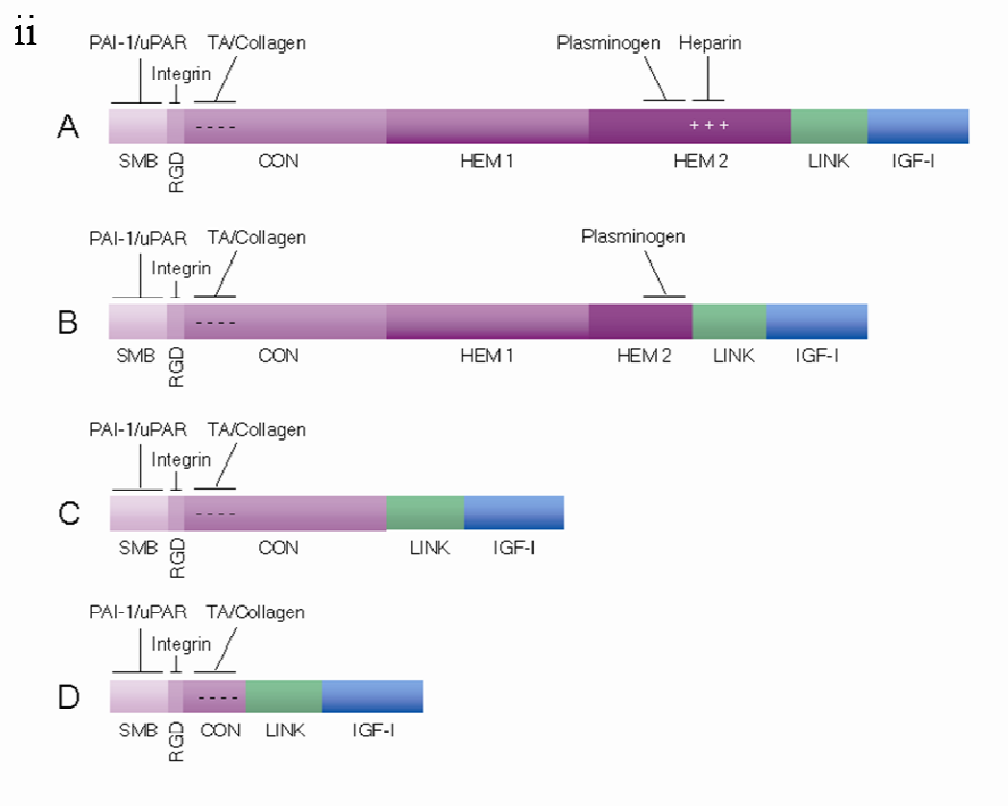 ii
PAI-1/uPAR TA/Collagen Plasminogen Heparin
Integrin
A - - - - + + +
SMB RGD CON HEM 1 HEM 2 LINK IGF-I
PAI-1/uPAR TA/Collagen Plasminogen
Integrin
B - - - -
SMB RGD CON HEM 1 HEM 2 LINK IGF-I
PAI-1/uPAR TA/Collagen
Integrin
C - - - -
SMB RGD CON LINK IGF-I
PAI-1/uPAR TA/Collagen
Integrin
D - - - -
SMB RGD CON LINK IGF-I